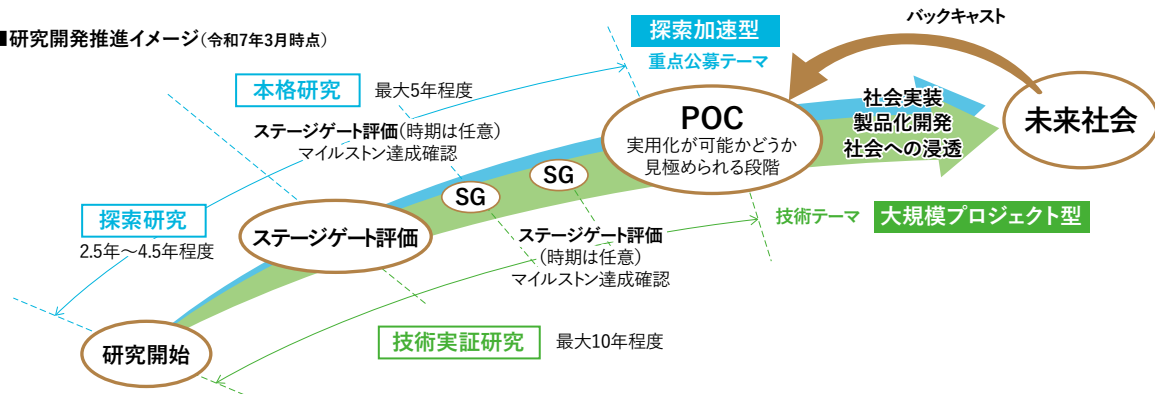 ■研究開発推進イメージ(令和7年3月時点)
バックキャスト
探索加速型
重点公募テーマ
本格研究 最大5年程度
ステージゲート評価(時期は任意)
マイルストン達成確認
POC
実用化が可能かどうか
見極められる段階
社会実装
製品化開発
社会への浸透
未来社会
SG
SG
探索研究
2.5年~4.5年程度
ステージゲート評価
技術テーマ 大規模プロジェクト型
ステージゲート評価
(時期は任意)
マイルストン達成確認
研究開始
技術実証研究 最大10年程度